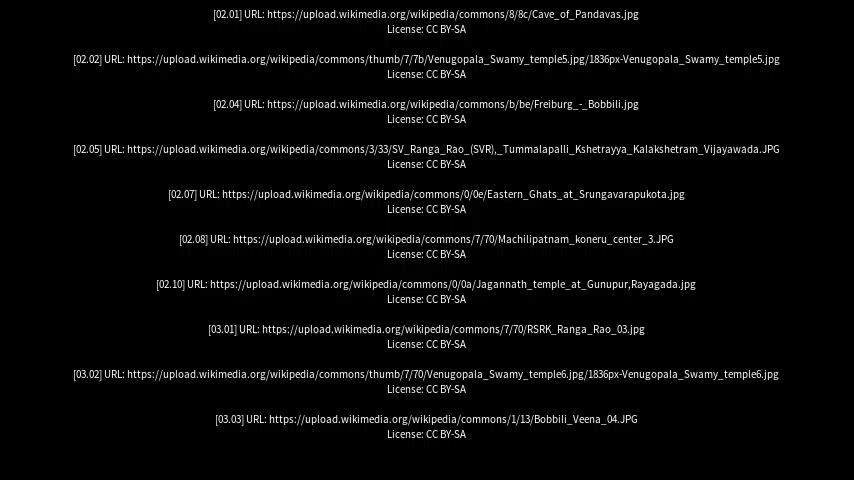 [02.01] URL: https://upload.wikimedia.org/wikipedia/commons/8/8c/Cave_of_Pandavas.jpg
License: CC BY-SA
[02.02] URL: https://upload.wikimedia.org/wikipedia/commons/thumb/7/7b/Venugopala_Swamy_temple5.jpg/1836px-Venugopala_Swamy_temple5.jpg
License: CC BY-SA
[02.04] URL: https://upload.wikimedia.org/wikipedia/commons/b/be/Freiburg_-_Bobbili.jpg
License: CC BY-SA
[02.05] URL: https://upload.wikimedia.org/wikipedia/commons/3/33/SV_Ranga_Rao_(SVR),_Tummalapalli_Kshetrayya_Kalakshetram_Vijayawada.JPG
License: CC BY-SA
[02.07] URL: https://upload.wikimedia.org/wikipedia/commons/0/0e/Eastern_Ghats_at_Srungavarapukota.jpg
License: CC BY-SA
[02.08] URL: https://upload.wikimedia.org/wikipedia/commons/7/70/Machilipatnam_koneru_center_3.JPG
License: CC BY-SA
[02.10] URL: https://upload.wikimedia.org/wikipedia/commons/0/0a/Jagannath_temple_at_Gunupur,Rayagada.jpg
License: CC BY-SA
[03.01] URL: https://upload.wikimedia.org/wikipedia/commons/7/70/RSRK_Ranga_Rao_03.jpg
License: CC BY-SA
[03.02] URL: https://upload.wikimedia.org/wikipedia/commons/thumb/7/70/Venugopala_Swamy_temple6.jpg/1836px-Venugopala_Swamy_temple6.jpg
License: CC BY-SA
[03.03] URL: https://upload.wikimedia.org/wikipedia/commons/1/13/Bobbili_Veena_04.JPG
License: CC BY-SA